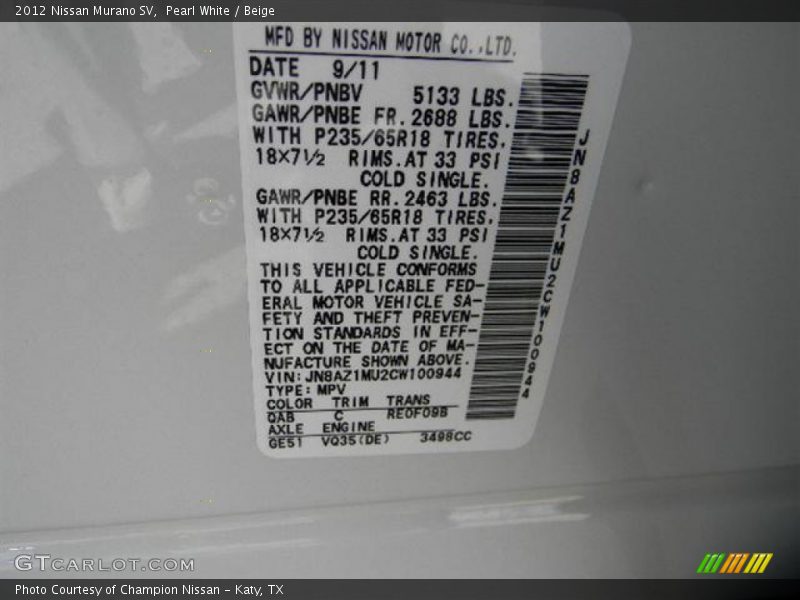 2012 Nissan Murano SV, Pearl White / Beige
MFD BY NISSAN MOTOR CO.,LTD.
DATE 9/11
GVWR/PNBV 5133 LBS.
GAWR/PNBE FR. 2688 LBS.
WITH P235/65R18 TIRES.
18×7½ RIMS.AT 33 PSI
COLD SINGLE.
GAWR/PNBE RR. 2463 LBS.
WITH P235/65R18 TIRES.
18×7½ RIMS.AT 33 PSI
COLD SINGLE.
THIS VEHICLE CONFORMS
TO ALL APPLICABLE FED-
ERAL MOTOR VEHICLE SA-
FETY AND THEFT PREVEN-
TION STANDARDS IN EFF-
ECT ON THE DATE OF MA-
NUFACTURE SHOWN ABOVE.
VIN:JN8AZ1MU2CW100944
TYPE:MPV
COLOR TRIM TRANS
QAB C RE0F09B
AXLE ENGINE
GE51 VQ35(DE) 3498CC
JN8AZ1MU2CW100944
GTCARLOT.COM
Photo Courtesy of Champion Nissan - Katy, TX